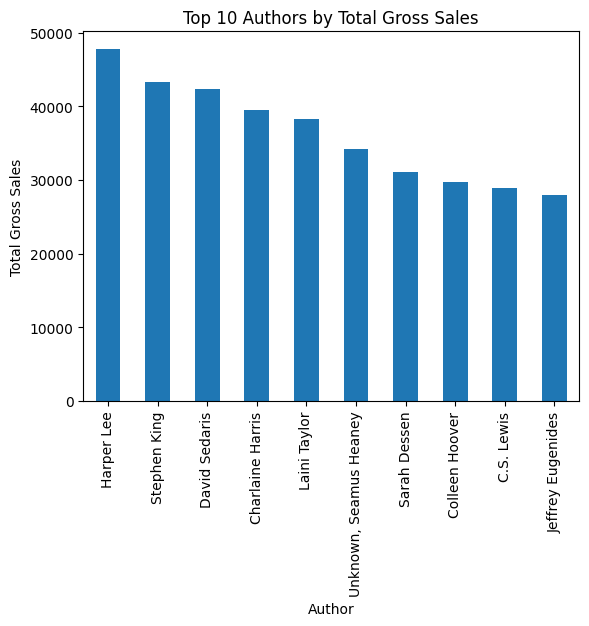 Top 10 Authors by Total Gross Sales
Total Gross Sales
50000
40000
30000
20000
10000
0
Harper Lee
Stephen King
David Sedaris
Charlaine Harris
Laini Taylor
Unknown, Seamus Heaney
Sarah Dessen
Colleen Hoover
C.S. Lewis
Jeffrey Eugenides
Author